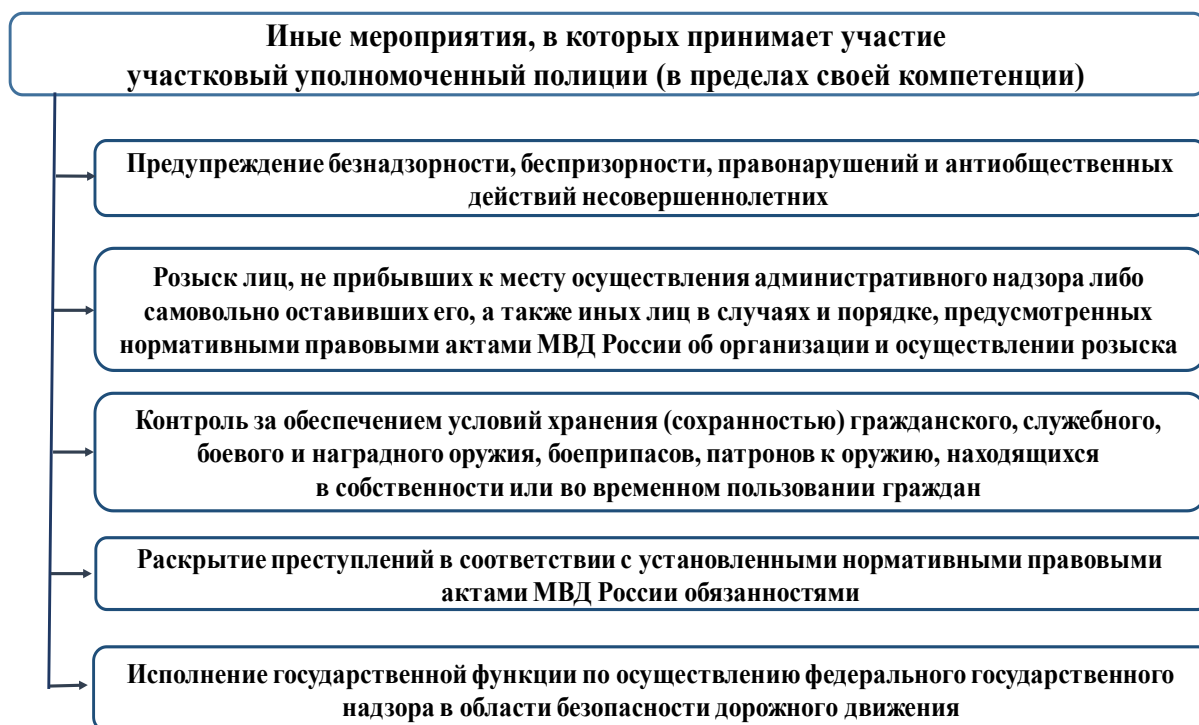 Иные мероприятия, в которых принимает участие
участковый уполномоченный полиции (в пределах своей компетенции)
Предупреждение безнадзорности, беспризорности, правонарушений и антиобщественных
действий несовершеннолетних
Розыск лиц, не прибывших к месту осуществления административного надзора либо
самовольно оставивших его, а также иных лиц в случаях и порядке, предусмотренных
нормативными правовыми актами МВД России об организации и осуществлении розыска
Контроль за обеспечением условий хранения (сохранностью) гражданского, служебного,
боевого и наградного оружия, боеприпасов, патронов к оружию, находящихся
в собственности или во временном пользовании граждан
Раскрытие преступлений в соответствии с установленными нормативными правовыми
актами МВД России обязанностями
Исполнение государственной функции по осуществлению федерального государственного
надзора в области безопасности дорожного движения